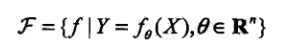 𝓕 = {f | Y = f_θ(X), θ ∈ 𝐑ⁿ}